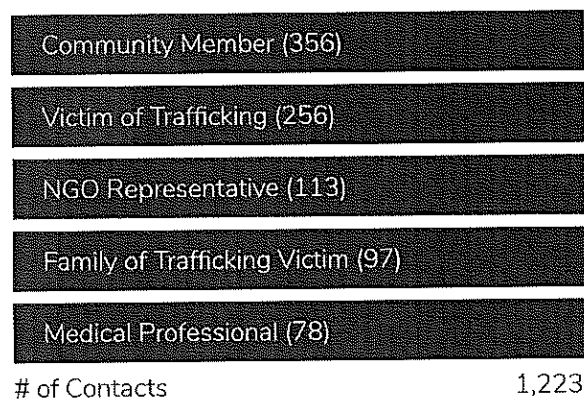 Community Member (356)
Victim of Trafficking (256)
NGO Representative (113)
Family of Trafficking Victim (97)
Medical Professional (78)
# of Contacts 1,223